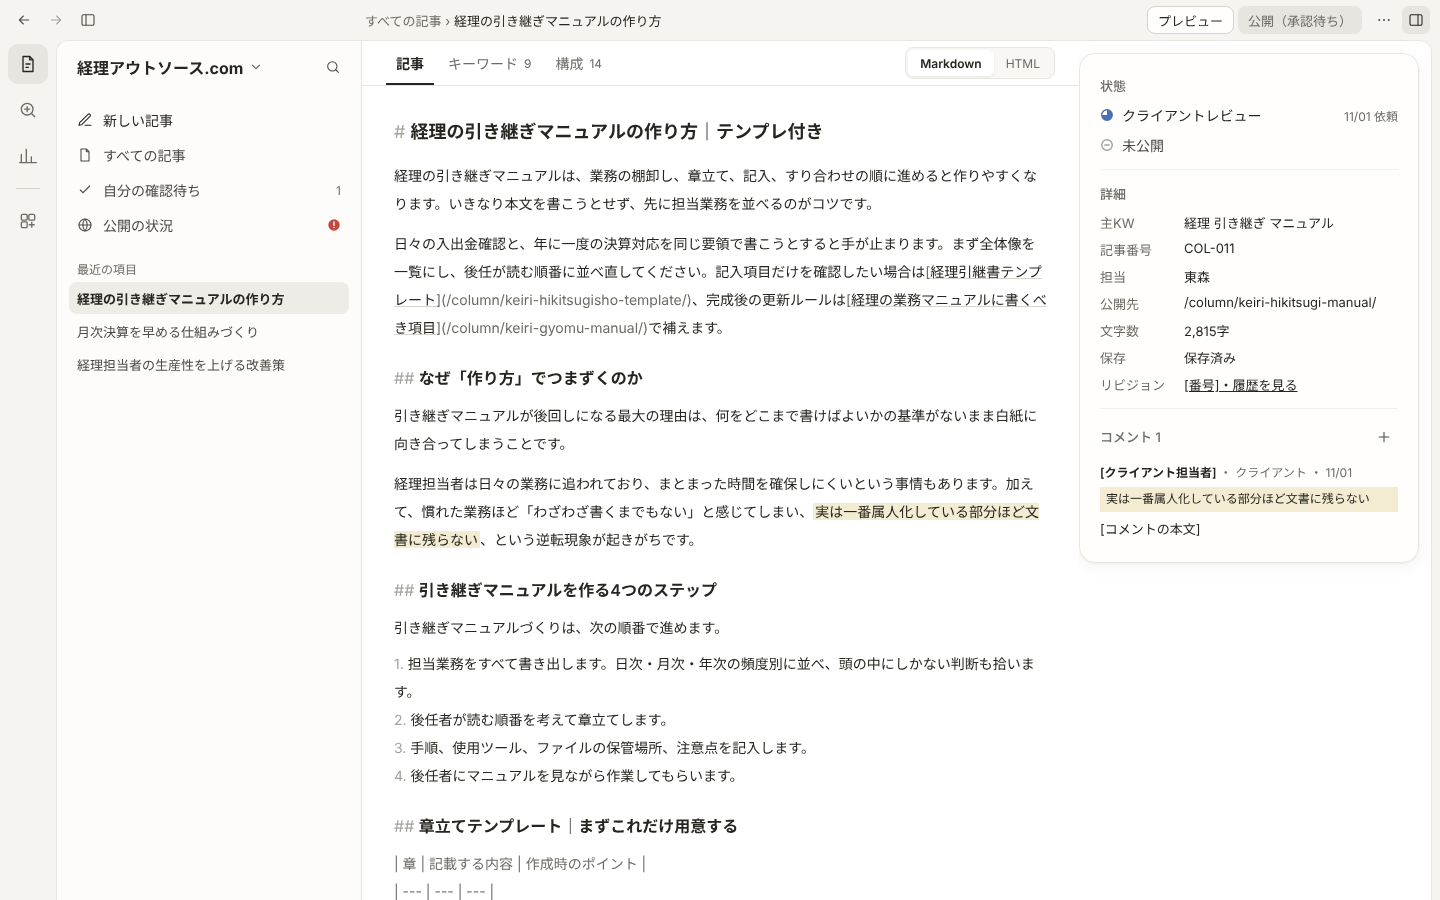 すべての記事 › 経理の引き継ぎマニュアルの作り方
プレビュー
公開（承認待ち）
経理アウトソース.com
新しい記事
すべての記事
自分の確認待ち 1
公開の状況
最近の項目
経理の引き継ぎマニュアルの作り方
月次決算を早める仕組みづくり
経理担当者の生産性を上げる改善策
記事 キーワード 9 構成 14
Markdown HTML
# 経理の引き継ぎマニュアルの作り方｜テンプレ付き
経理の引き継ぎマニュアルは、業務の棚卸し、章立て、記入、すり合わせの順に進めると作りやすくな
ります。いきなり本文を書こうとせず、先に担当業務を並べるのがコツです。
日々の入出金確認と、年に一度の決算対応を同じ要領で書こうとすると手が止まります。まず全体像を
一覧にし、後任が読む順番に並べ直してください。記入項目だけを確認したい場合は[経理引継書テンプ
レート](/column/keiri-hikitsugisho-template/)、完成後の更新ルールは[経理の業務マニュアルに書くべ
き項目](/column/keiri-gyomu-manual/)で補えます。
## なぜ「作り方」でつまずくのか
引き継ぎマニュアルが後回しになる最大の理由は、何をどこまで書けばよいかの基準がないまま白紙に
向き合ってしまうことです。
経理担当者は日々の業務に追われており、まとまった時間を確保しにくいという事情もあります。加え
て、慣れた業務ほど「わざわざ書くまでもない」と感じてしまい、実は一番属人化している部分ほど文
書に残らない、という逆転現象が起きがちです。
## 引き継ぎマニュアルを作る4つのステップ
引き継ぎマニュアルづくりは、次の順番で進めます。
1. 担当業務をすべて書き出します。日次・月次・年次の頻度別に並べ、頭の中にしかない判断も拾いま
す。
2. 後任者が読む順番を考えて章立てします。
3. 手順、使用ツール、ファイルの保管場所、注意点を記入します。
4. 後任者にマニュアルを見ながら作業してもらいます。
## 章立てテンプレート｜まずこれだけ用意する
| 章 | 記載する内容 | 作成時のポイント |
| --- | --- | --- |
状態
クライアントレビュー 11/01 依頼
未公開
詳細
主KW 経理 引き継ぎ マニュアル
記事番号 COL-011
担当 東森
公開先 /column/keiri-hikitsugi-manual/
文字数 2,815字
保存 保存済み
リビジョン [番号]・履歴を見る
コメント 1
[クライアント担当者] ・ クライアント ・ 11/01
実は一番属人化している部分ほど文書に残らない
[コメントの本文]